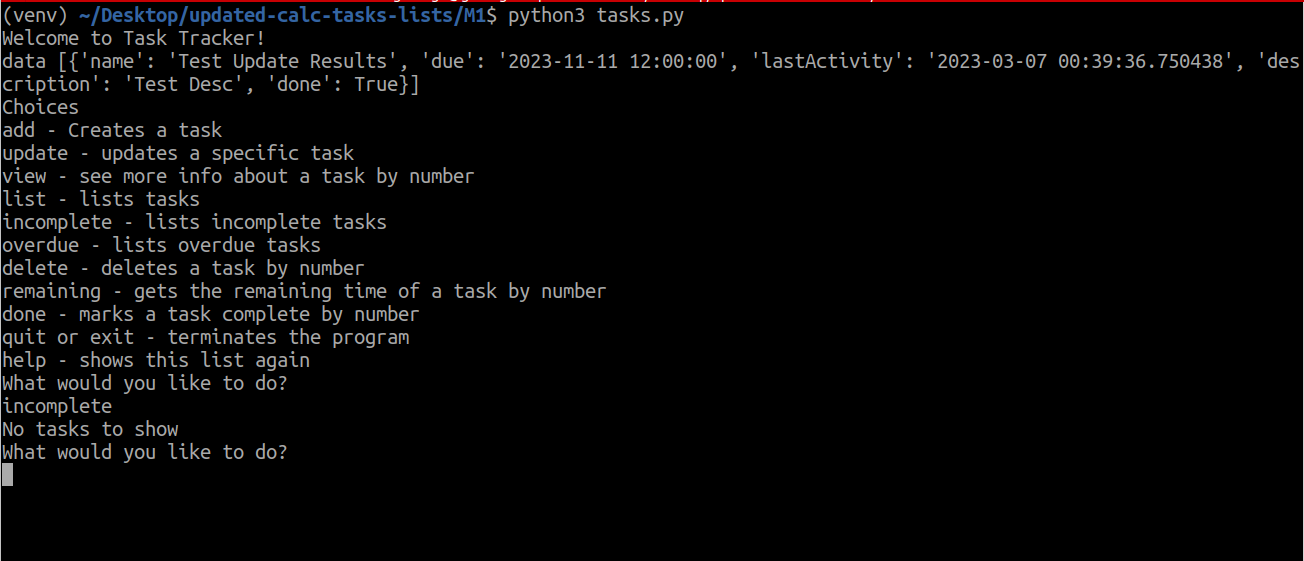 (venv) ~/Desktop/updated-calc-tasks-lists/M1$ python3 tasks.py
Welcome to Task Tracker!
data [{'name': 'Test Update Results', 'due': '2023-11-11 12:00:00', 'lastActivity': '2023-03-07 00:39:36.750438', 'des
cription': 'Test Desc', 'done': True}]
Choices
add - Creates a task
update - updates a specific task
view - see more info about a task by number
list - lists tasks
incomplete - lists incomplete tasks
overdue - lists overdue tasks
delete - deletes a task by number
remaining - gets the remaining time of a task by number
done - marks a task complete by number
quit or exit - terminates the program
help - shows this list again
What would you like to do?
incomplete
No tasks to show
What would you like to do?